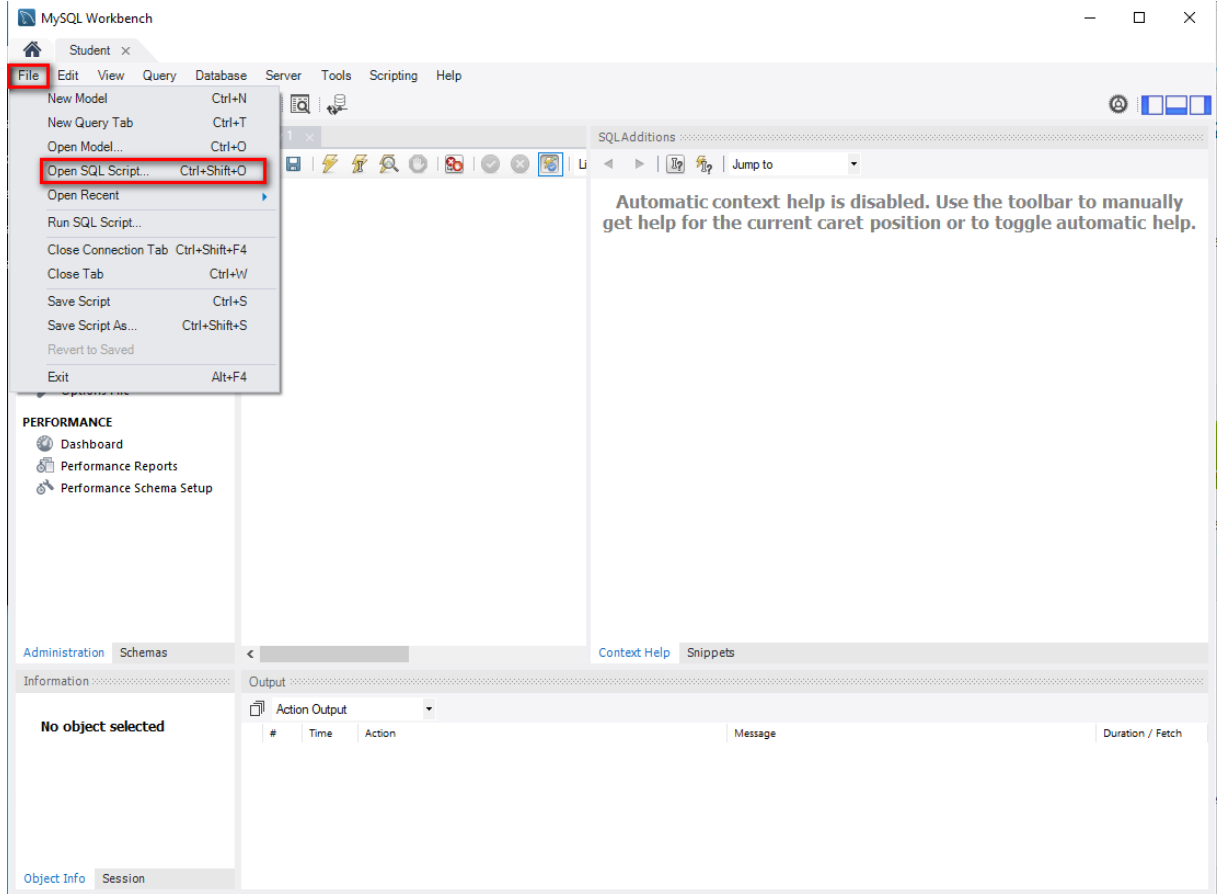 MySQL Workbench
Student
File Edit View Query Database Server Tools Scripting Help
New Model Ctrl+N
New Query Tab Ctrl+T
Open Model... Ctrl+O
Open SQL Script... Ctrl+Shift+O
Open Recent
Run SQL Script...
Close Connection Tab Ctrl+Shift+F4
Close Tab Ctrl+W
Save Script Ctrl+S
Save Script As... Ctrl+Shift+S
Revert to Saved
Exit Alt+F4
Options File
PERFORMANCE
Dashboard
Performance Reports
Performance Schema Setup
Administration Schemas
1
Li
SQLAdditions
Jump to
Automatic context help is disabled. Use the toolbar to manually
get help for the current caret position or to toggle automatic help.
Context Help Snippets
Information
No object selected
Object Info Session
Output
Action Output
# Time Action Message Duration / Fetch